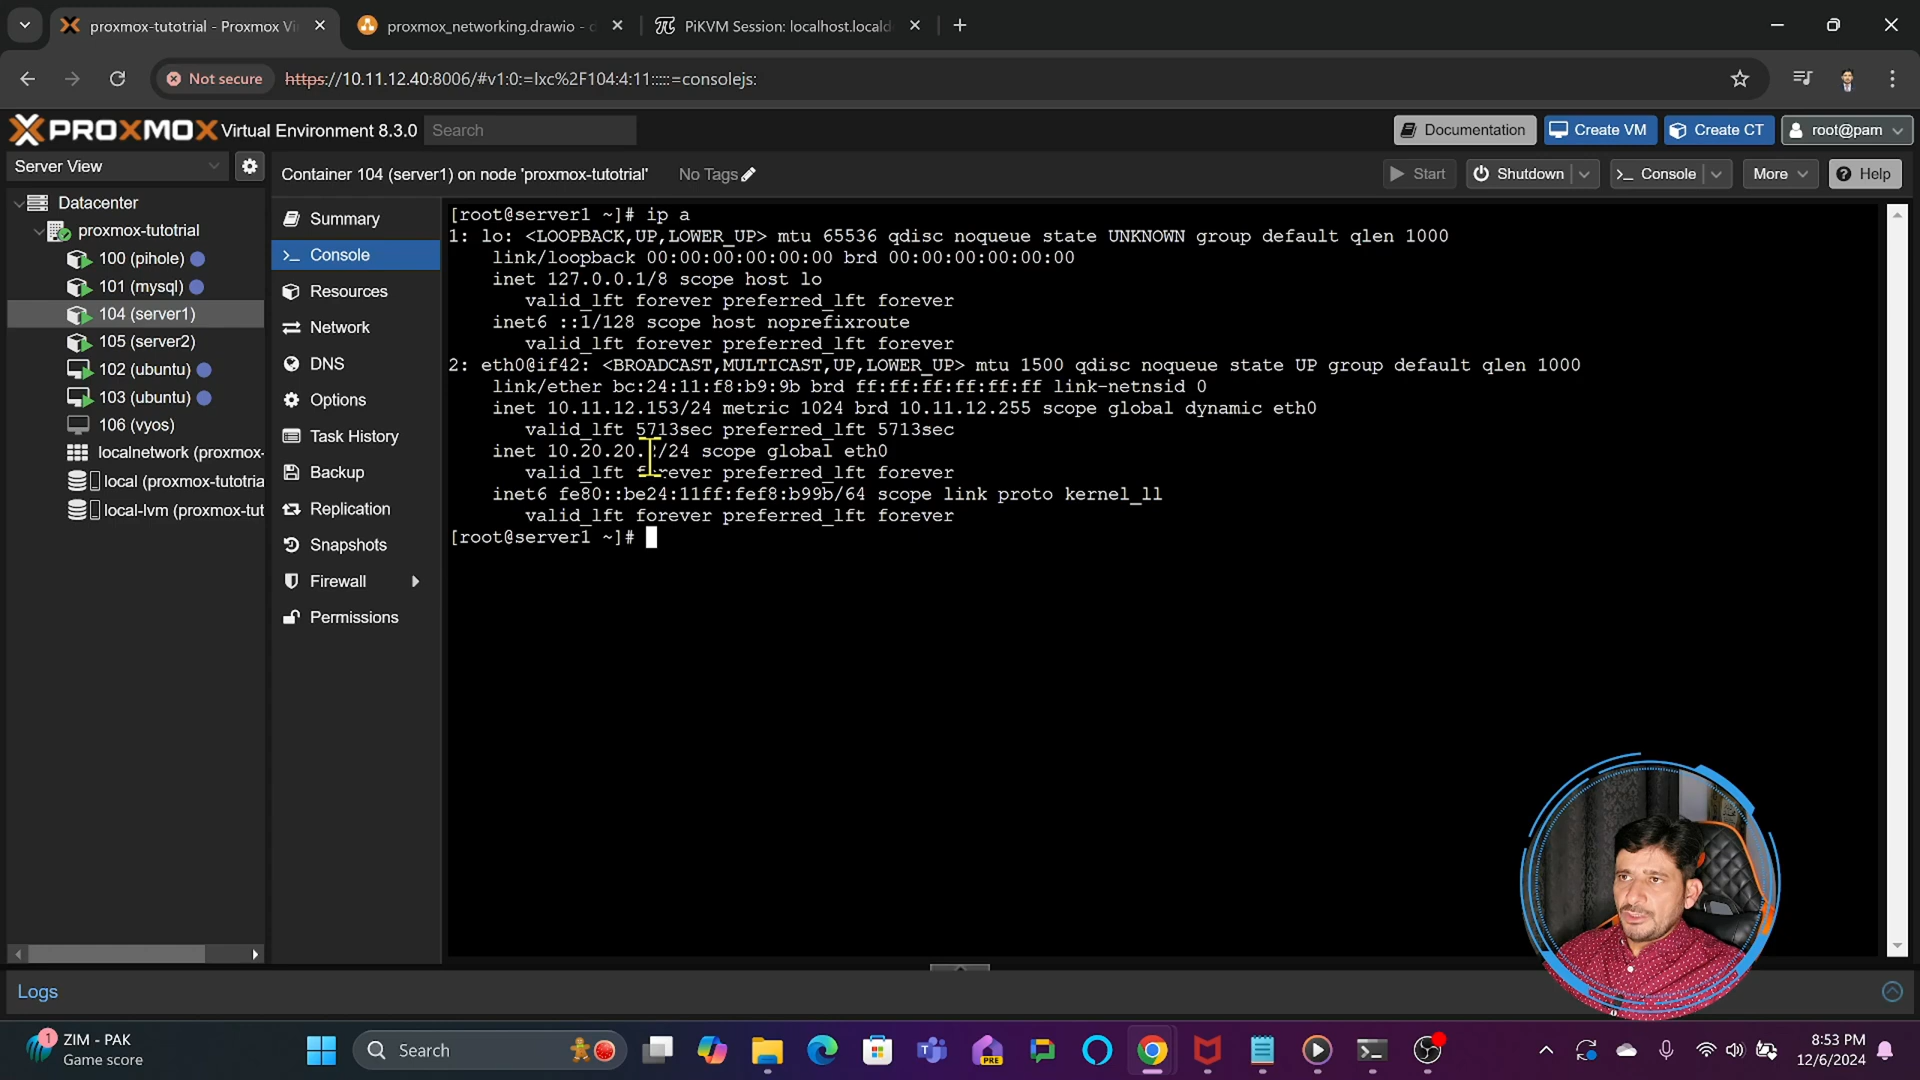 proxmox-tutotrial - Proxmox Vi
proxmox_networking.drawio - d
PiKVM Session: localhost.locald
Not secure
https://10.11.12.40:8006/#v1:0:=lxc%2F104:4:11:::::=consolejs:
PROXMOX Virtual Environment 8.3.0
Search
Documentation
Create VM
Create CT
root@pam
Server View
Container 104 (server1) on node 'proxmox-tutotrial'
No Tags
Start
Shutdown
Console
More
Help
Datacenter
proxmox-tutotrial
100 (pihole)
101 (mysql)
104 (server1)
105 (server2)
102 (ubuntu)
103 (ubuntu)
106 (vyos)
localnetwork (proxmox-
local (proxmox-tutotria
local-lvm (proxmox-tut
Summary
Console
Resources
Network
DNS
Options
Task History
Backup
Replication
Snapshots
Firewall
Permissions
[root@server1 ~]# ip a
1: lo: <LOOPBACK,UP,LOWER_UP> mtu 65536 qdisc noqueue state UNKNOWN group default qlen 1000
link/loopback 00:00:00:00:00:00 brd 00:00:00:00:00:00
inet 127.0.0.1/8 scope host lo
valid_lft forever preferred_lft forever
inet6 ::1/128 scope host noprefixroute
valid_lft forever preferred_lft forever
2: eth0@if42: <BROADCAST,MULTICAST,UP,LOWER_UP> mtu 1500 qdisc noqueue state UP group default qlen 1000
link/ether bc:24:11:f8:b9:9b brd ff:ff:ff:ff:ff:ff link-netnsid 0
inet 10.11.12.153/24 metric 1024 brd 10.11.12.255 scope global dynamic eth0
valid_lft 5713sec preferred_lft 5713sec
inet scope global eth0
valid_lft forever preferred_lft forever
inet6 fe80::be24:11ff:fef8:b99b/64 scope link proto kernel_ll
valid_lft forever preferred_lft forever
[root@server1 ~]#
Logs
1
ZIM - PAK
Game score
Search
PRE
8:53 PM
12/6/2024